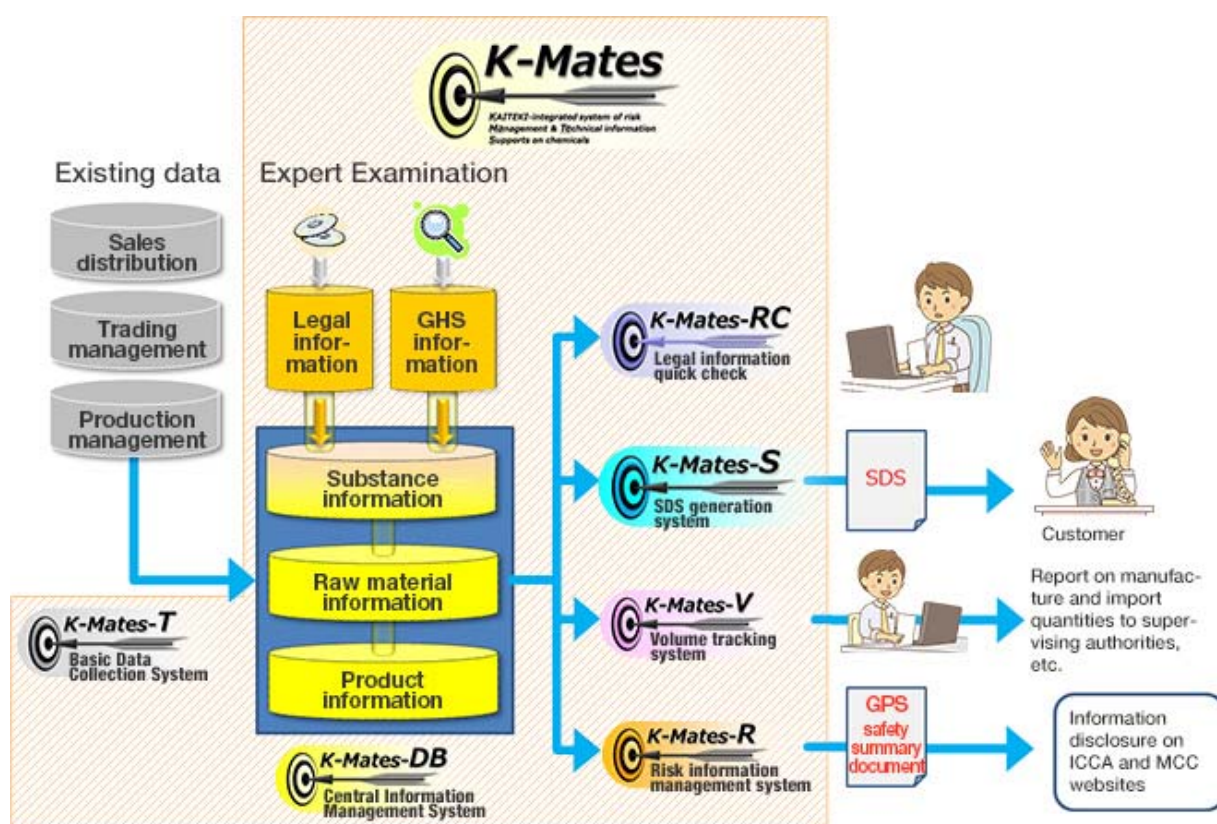 K-Mates
KAITEKI-integrated system of risk
Management & Technical information
Supports on chemicals
Existing data
Expert Examination
Sales
distribution
Trading
management
Production
management
Legal
infor-
mation
GHS
infor-
mation
Substance
information
Raw material
information
Product
information
K-Mates-T
Basic Data
Collection System
K-Mates-DB
Central Information
Management System
K-Mates-RC
Legal information
quick check
K-Mates-S
SDS generation
system
SDS
Customer
K-Mates-V
Volume tracking
system
Report on manufac-
ture and import
quantities to super-
vising authorities,
etc.
K-Mates-R
Risk information
management system
GPS
safety
summary
document
Information
disclosure on
ICCA and MCC
websites